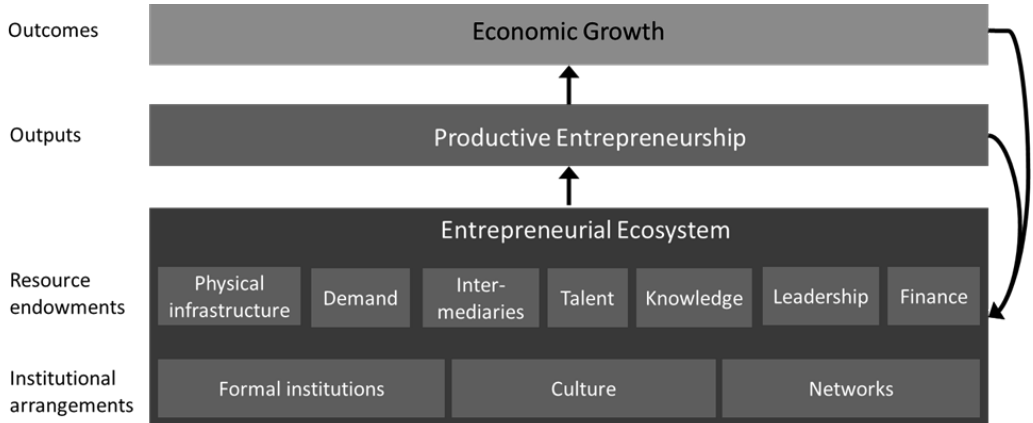 Outcomes
Economic Growth
Outputs
Productive Entrepreneurship
Entrepreneurial Ecosystem
Resource
endowments
Physical
infrastructure
Demand
Inter-
mediaries
Talent
Knowledge
Leadership
Finance
Institutional
arrangements
Formal institutions
Culture
Networks